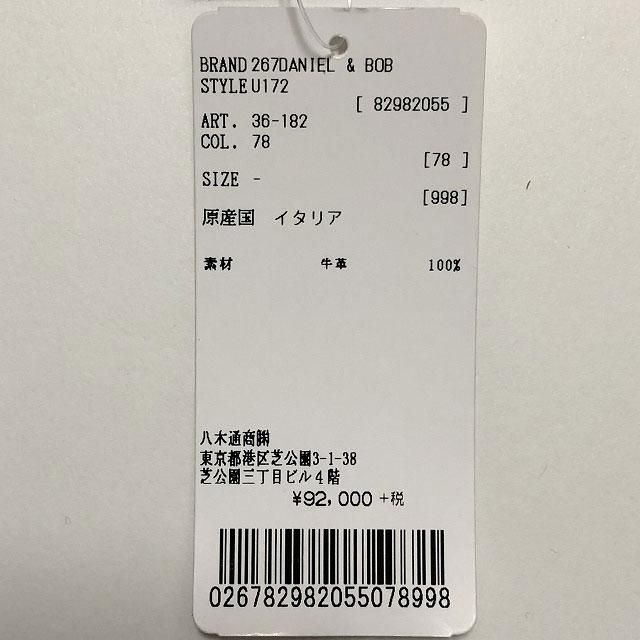 BRAND 267DANIEL & BOB
STYLE U172
[ 82982055 ]
ART. 36-182
COL. 78
[78 ]
SIZE -
[998]
原産国 イタリア
素材 牛革 100%
八木通商㈱
東京都港区芝公園3-1-38
芝公園三丁目ビル4階
¥92,000 +税
026782982055078998